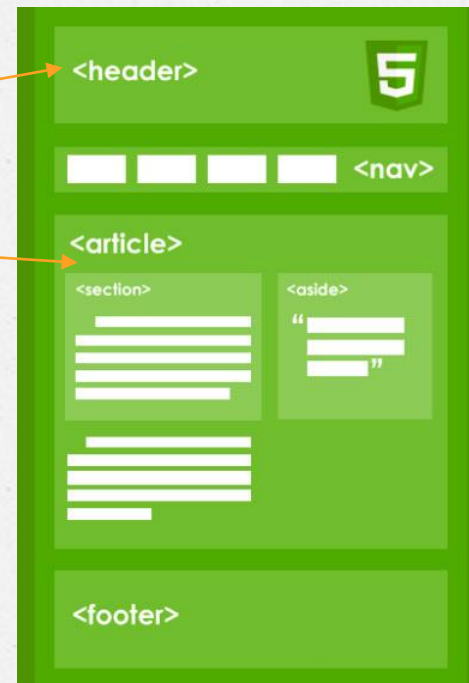 <header>
5
<nav>
<article>
<section>
<aside>
“
”
<footer>